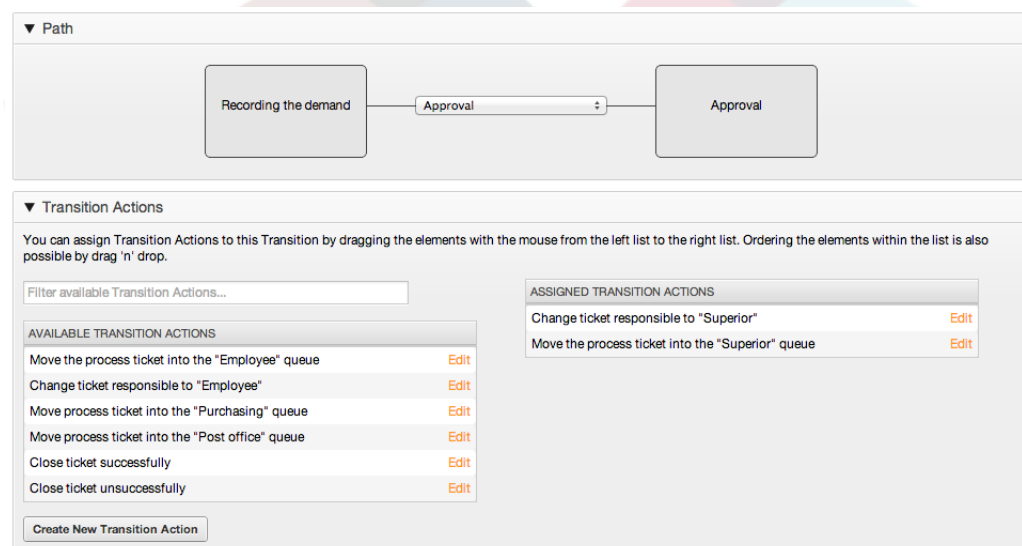 ▼ Path
Recording the demand
Approval
Approval
▼ Transition Actions
You can assign Transition Actions to this Transition by dragging the elements with the mouse from the left list to the right list. Ordering the elements within the list is also
possible by drag 'n' drop.
Filter available Transition Actions...
AVAILABLE TRANSITION ACTIONS
Move the process ticket into the "Employee" queue Edit
Change ticket responsible to "Employee" Edit
Move process ticket into the "Purchasing" queue Edit
Move process ticket into the "Post office" queue Edit
Close ticket successfully Edit
Close ticket unsuccessfully Edit
Create New Transition Action
ASSIGNED TRANSITION ACTIONS
Change ticket responsible to "Superior" Edit
Move the process ticket into the "Superior" queue Edit